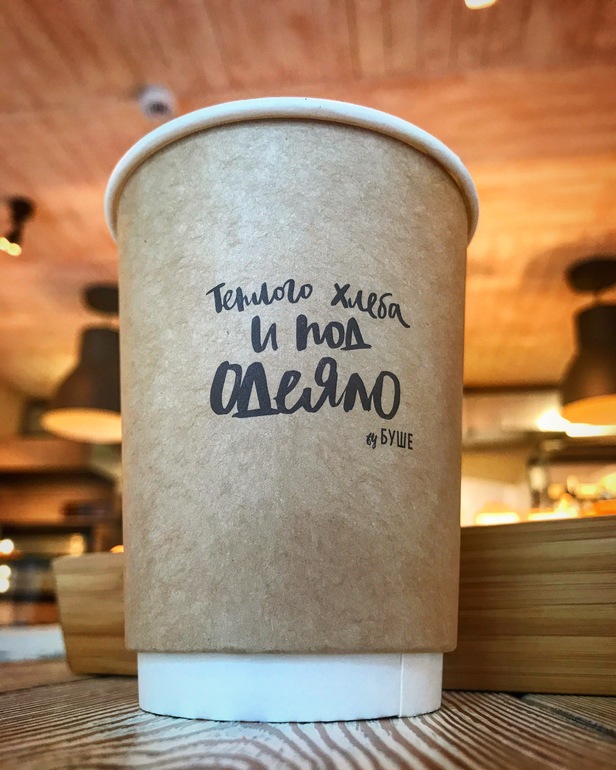 Теплого хлеба
и под
одеяло
by БУШЕ